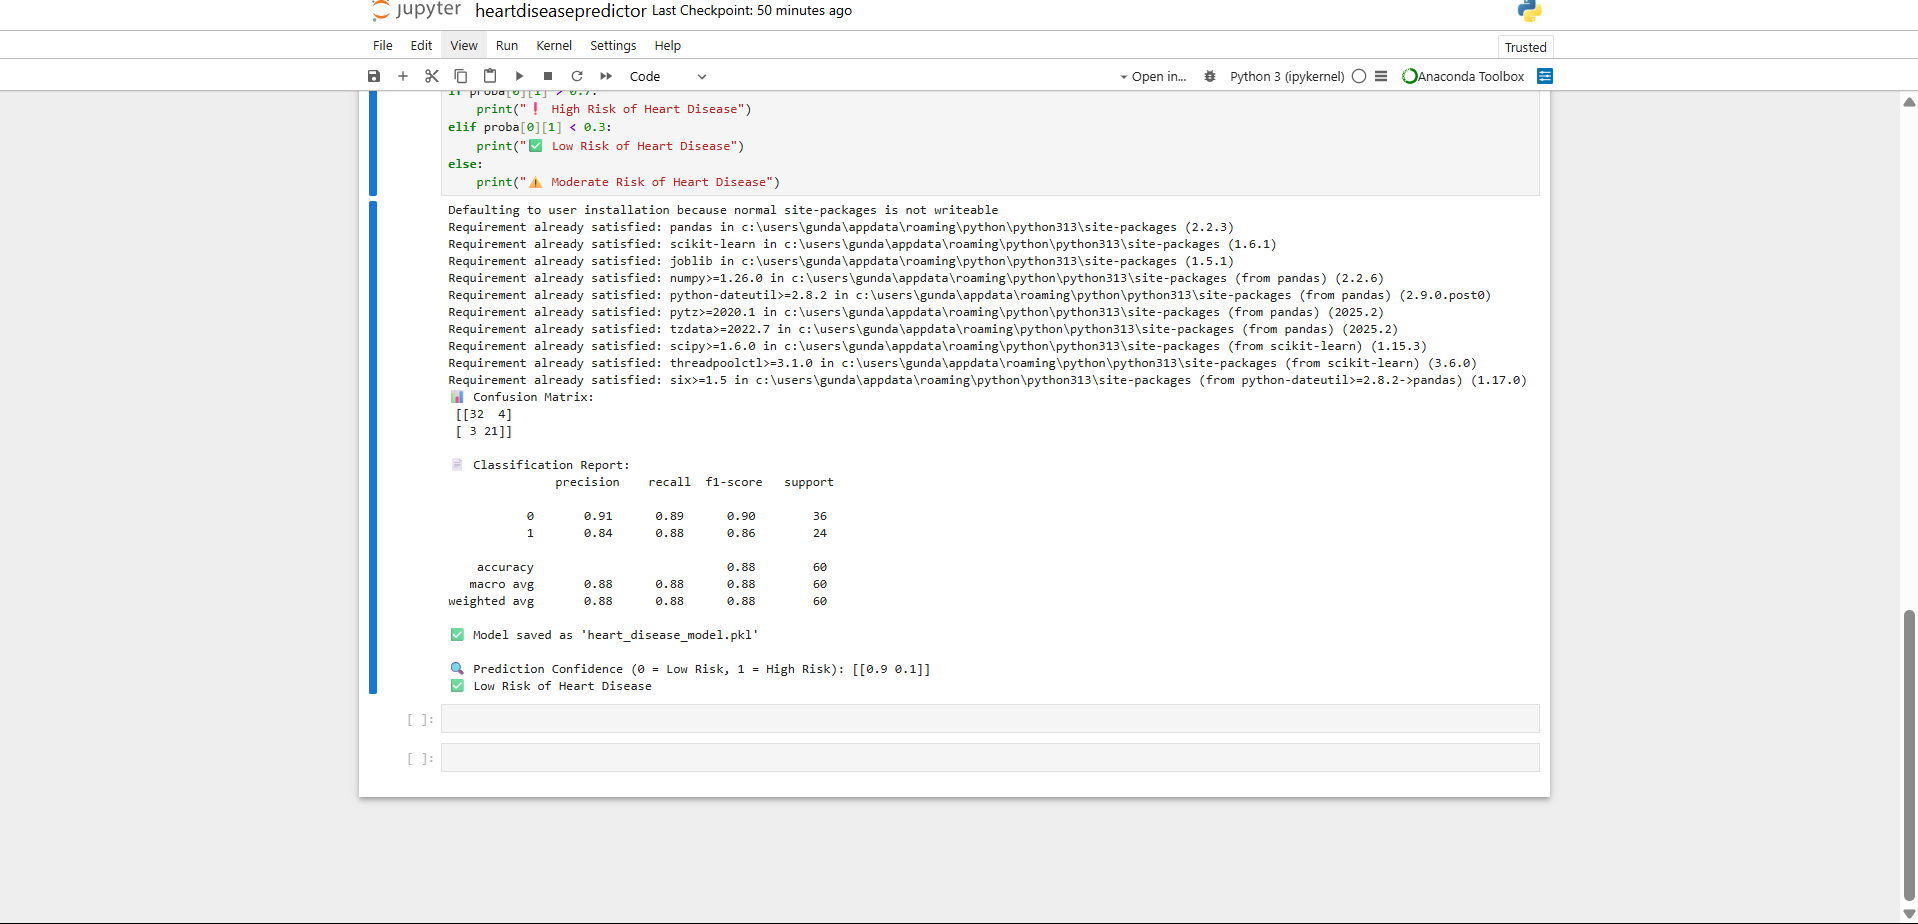 jupyter heartdiseasepredictor Last Checkpoint: 50 minutes ago
File Edit View Run Kernel Settings Help
Trusted
Code
Open in...
Python 3 (ipykernel)
Anaconda Toolbox
if proba[0][1] > 0.7:
    print("❗ High Risk of Heart Disease")
elif proba[0][1] < 0.3:
    print("✅ Low Risk of Heart Disease")
else:
    print("⚠️ Moderate Risk of Heart Disease")
Defaulting to user installation because normal site-packages is not writeable
Requirement already satisfied: pandas in c:\users\gunda\appdata\roaming\python\python313\site-packages (2.2.3)
Requirement already satisfied: scikit-learn in c:\users\gunda\appdata\roaming\python\python313\site-packages (1.6.1)
Requirement already satisfied: joblib in c:\users\gunda\appdata\roaming\python\python313\site-packages (1.5.1)
Requirement already satisfied: numpy>=1.26.0 in c:\users\gunda\appdata\roaming\python\python313\site-packages (from pandas) (2.2.6)
Requirement already satisfied: python-dateutil>=2.8.2 in c:\users\gunda\appdata\roaming\python\python313\site-packages (from pandas) (2.9.0.post0)
Requirement already satisfied: pytz>=2020.1 in c:\users\gunda\appdata\roaming\python\python313\site-packages (from pandas) (2025.2)
Requirement already satisfied: tzdata>=2022.7 in c:\users\gunda\appdata\roaming\python\python313\site-packages (from pandas) (2025.2)
Requirement already satisfied: scipy>=1.6.0 in c:\users\gunda\appdata\roaming\python\python313\site-packages (from scikit-learn) (1.15.3)
Requirement already satisfied: threadpoolctl>=3.1.0 in c:\users\gunda\appdata\roaming\python\python313\site-packages (from scikit-learn) (3.6.0)
Requirement already satisfied: six>=1.5 in c:\users\gunda\appdata\roaming\python\python313\site-packages (from python-dateutil>=2.8.2->pandas) (1.17.0)
📊 Confusion Matrix:
[[32  4]
[ 3 21]]
📄 Classification Report:
precision recall f1-score support
0 0.91 0.89 0.90 36
1 0.84 0.88 0.86 24
accuracy 0.88 60
macro avg 0.88 0.88 0.88 60
weighted avg 0.88 0.88 0.88 60
✅ Model saved as 'heart_disease_model.pkl'
🔍 Prediction Confidence (0 = Low Risk, 1 = High Risk): [[0.9 0.1]]
✅ Low Risk of Heart Disease
[ ]:
[ ]: